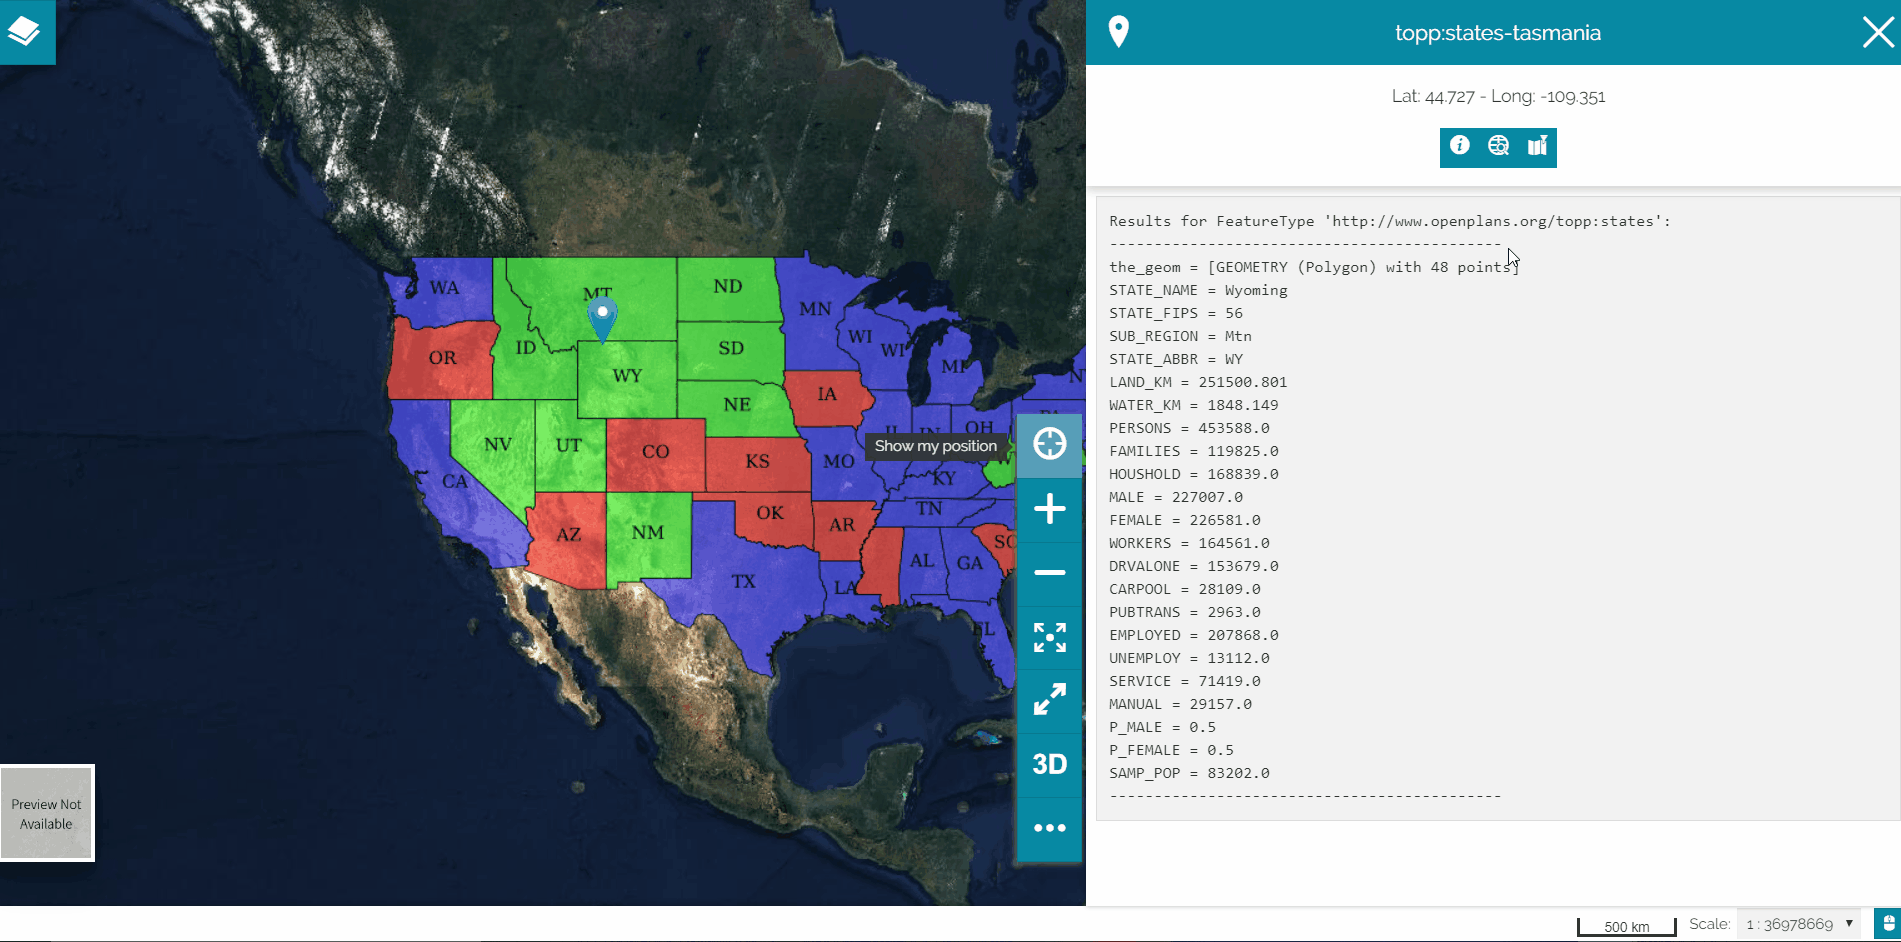 topp:states-tasmania
Lat: 44.727 - Long: -109.351
Results for FeatureType 'http://www.openplans.org/topp:states':
--------------------------------------------
the_geom = [GEOMETRY (Polygon) with 48 points]
STATE_NAME = Wyoming
STATE_FIPS = 56
SUB_REGION = Mtn
STATE_ABBR = WY
LAND_KM = 251500.801
WATER_KM = 1848.149
PERSONS = 453588.0
FAMILIES = 119825.0
HOUSHOLD = 168839.0
MALE = 227007.0
FEMALE = 226581.0
WORKERS = 164561.0
DRVALONE = 153679.0
CARPOOL = 28109.0
PUBTRANS = 2963.0
EMPLOYED = 207868.0
UNEMPLOY = 13112.0
SERVICE = 71419.0
MANUAL = 29157.0
P_MALE = 0.5
P_FEMALE = 0.5
SAMP_POP = 83202.0
--------------------------------------------
WA
MT
ND
MN
OR
ID
SD
WI
WI
MI
WY
NE
IA
NV
UT
CO
KS
MO
OH
CA
KY
AZ
NM
OK
AR
TN
SC
TX
LA
AL
GA
FL
Show my position
3D
Preview Not
Available
500 km
Scale:
1 : 36978669